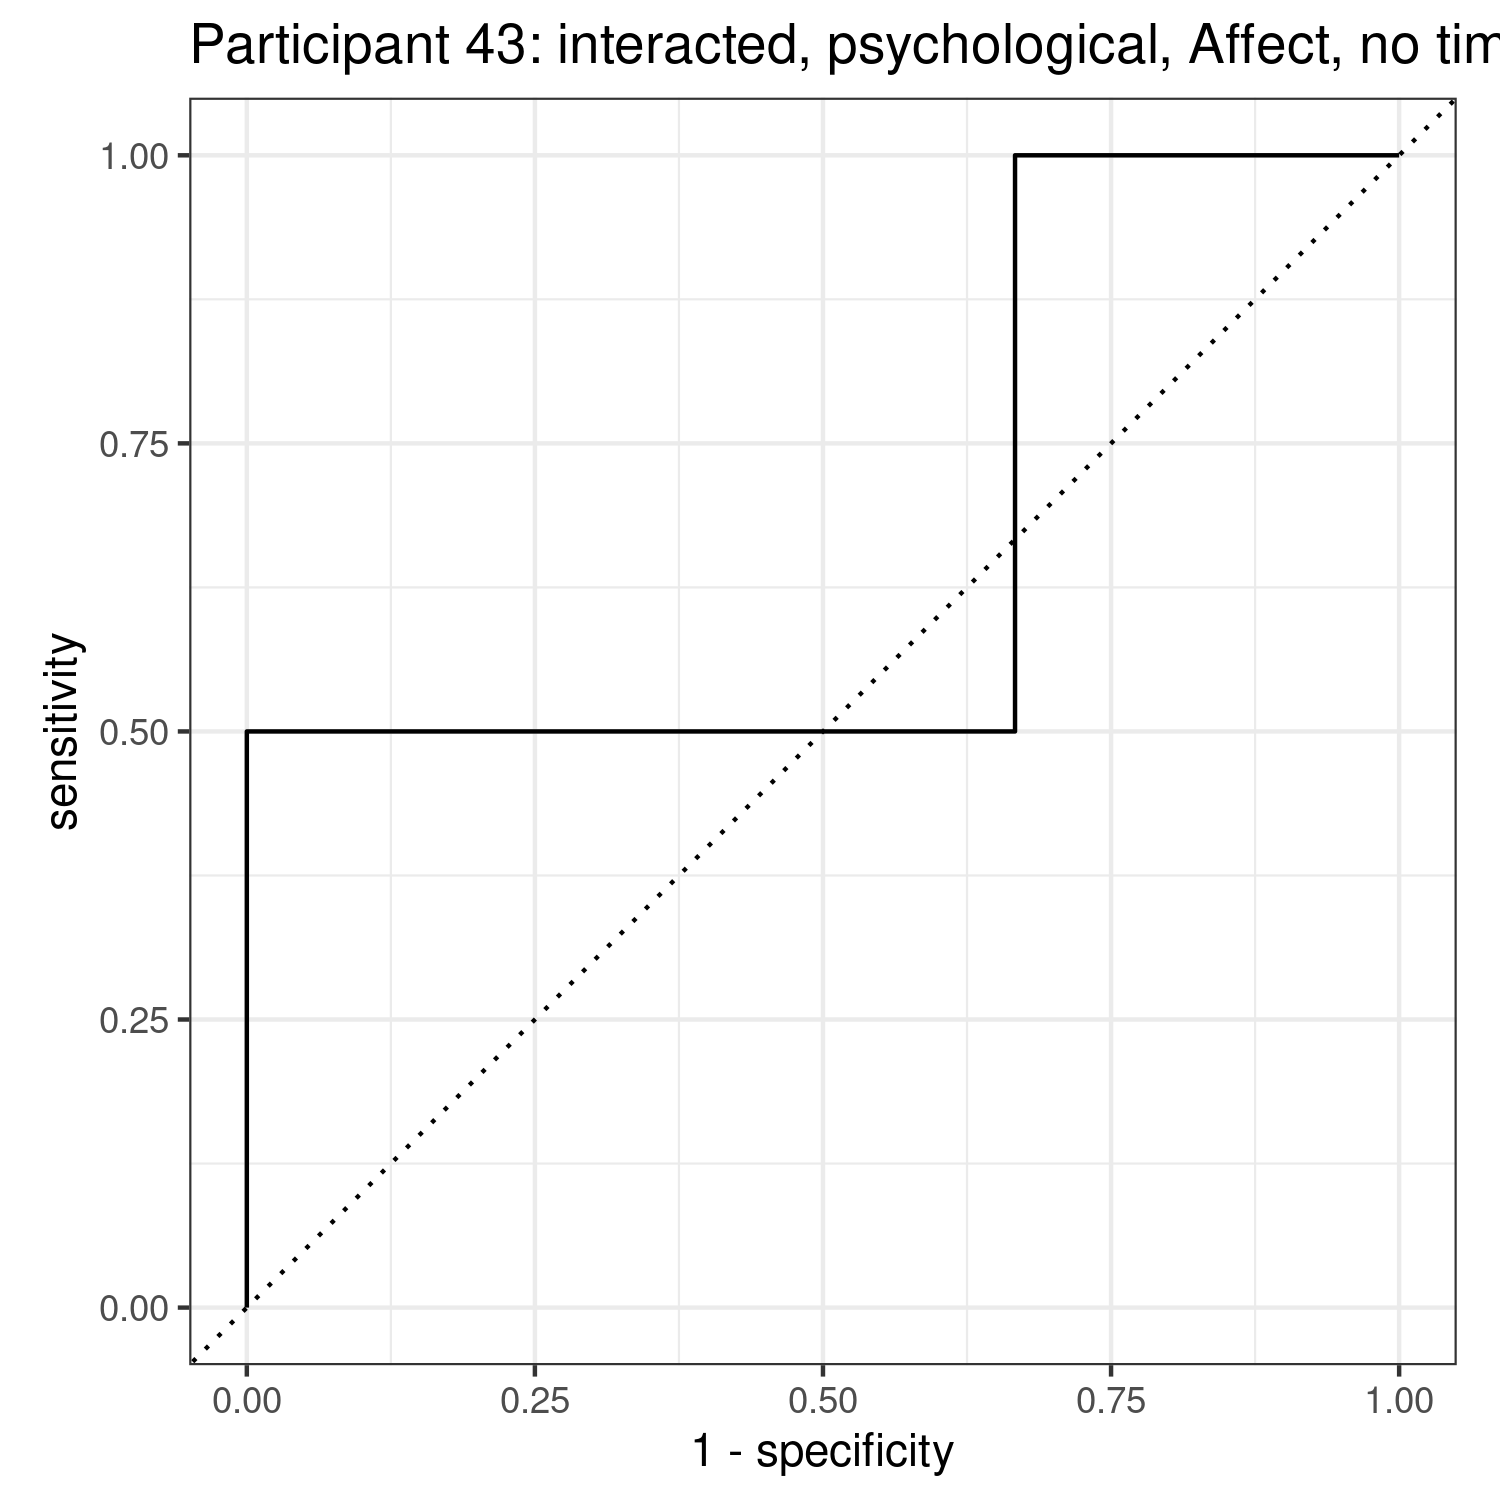 Participant 43: interacted, psychological, Affect, no tim
1.00
0.75
0.50
0.25
0.00
sensitivity
0.00 0.25 0.50 0.75 1.00
1 - specificity